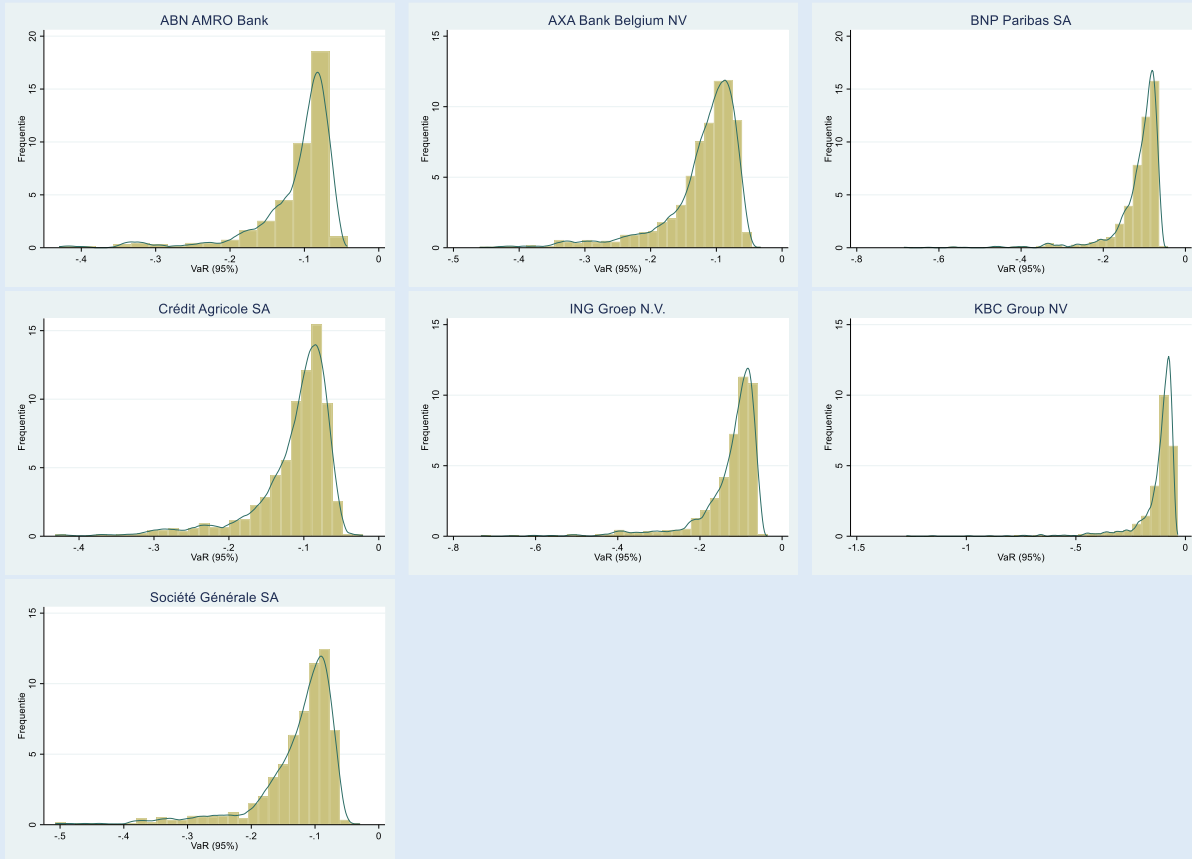 ABN AMRO Bank
20
15
10
5
0
Frequentie
-.4 -.3 -.2 -.1 0
VaR (95%)
AXA Bank Belgium NV
15
10
5
0
Frequentie
-.5 -.4 -.3 -.2 -.1 0
VaR (95%)
BNP Paribas SA
20
15
10
5
0
Frequentie
-.8 -.6 -.4 -.2 0
VaR (95%)
Crédit Agricole SA
15
10
5
0
Frequentie
-.4 -.3 -.2 -.1 0
VaR (95%)
ING Groep N.V.
15
10
5
0
Frequentie
-.8 -.6 -.4 -.2 0
VaR (95%)
KBC Group NV
15
10
5
0
Frequentie
-1.5 -1 -.5 0
VaR (95%)
Société Générale SA
15
10
5
0
Frequentie
-.5 -.4 -.3 -.2 -.1 0
VaR (95%)